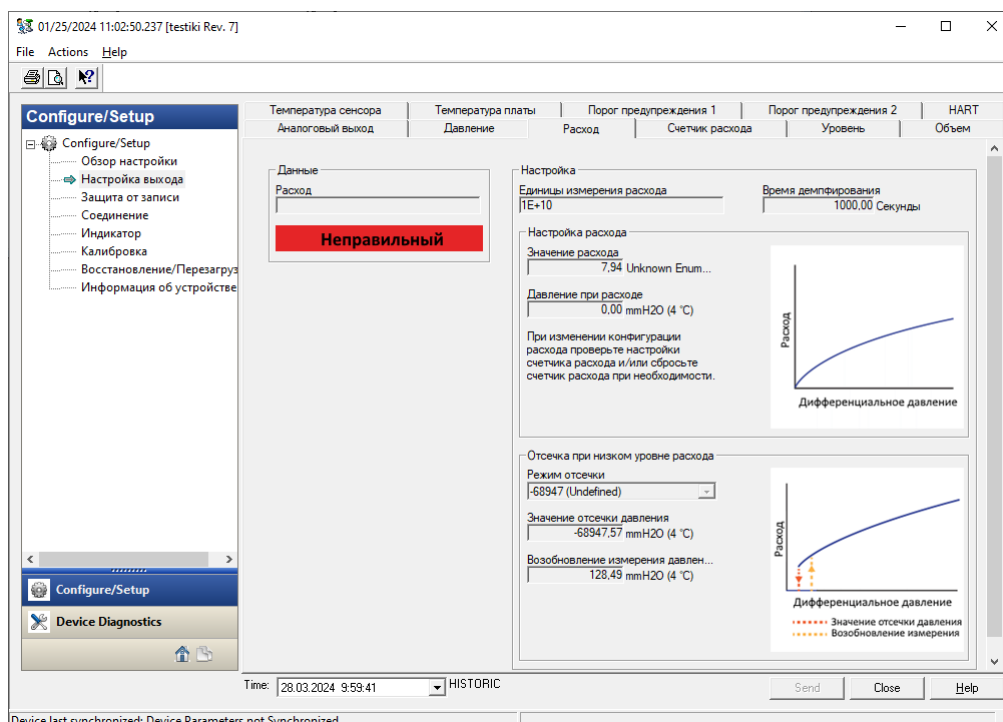 01/25/2024 11:02:50.237 [testiki Rev. 7]
File Actions Help
Configure/Setup
Configure/Setup
Обзор настройки
Настройка выхода
Защита от записи
Соединение
Индикатор
Калибровка
Восстановление/Перезагруз
Информация об устройстве
Configure/Setup
Device Diagnostics
Температура сенсора Температура платы Порог предупреждения 1 Порог предупреждения 2 HART
Аналоговый выход Давление Расход Счетчик расхода Уровень Объем
Данные
Расход
Неправильный
Настройка
Единицы измерения расхода Время демпфирования
1E+10 1000,00 Секунды
Настройка расхода
Значение расхода
7,94 Unknown Enum...
Давление при расходе
0,00 mmH2O (4 °C)
При изменении конфигурации
расхода проверьте настройки
счетчика расхода и/или сбросьте
счетчик расхода при необходимости.
Расход
Дифференциальное давление
Отсечка при низком уровне расхода
Режим отсечки
-68947 (Undefined)
Значение отсечки давления
-68947,57 mmH2O (4 °C)
Возобновление измерения давлен...
128,49 mmH2O (4 °C)
Расход
Дифференциальное давление
Значение отсечки давления
Возобновление измерения
Time: 28.03.2024 9:59:41 HISTORIC
Send Close Help
Device last synchronized: Device Parameters not Synchronized